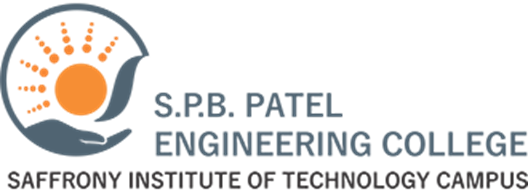 S.P.B. PATEL
ENGINEERING COLLEGE
SAFFRONY INSTITUTE OF TECHNOLOGY CAMPUS